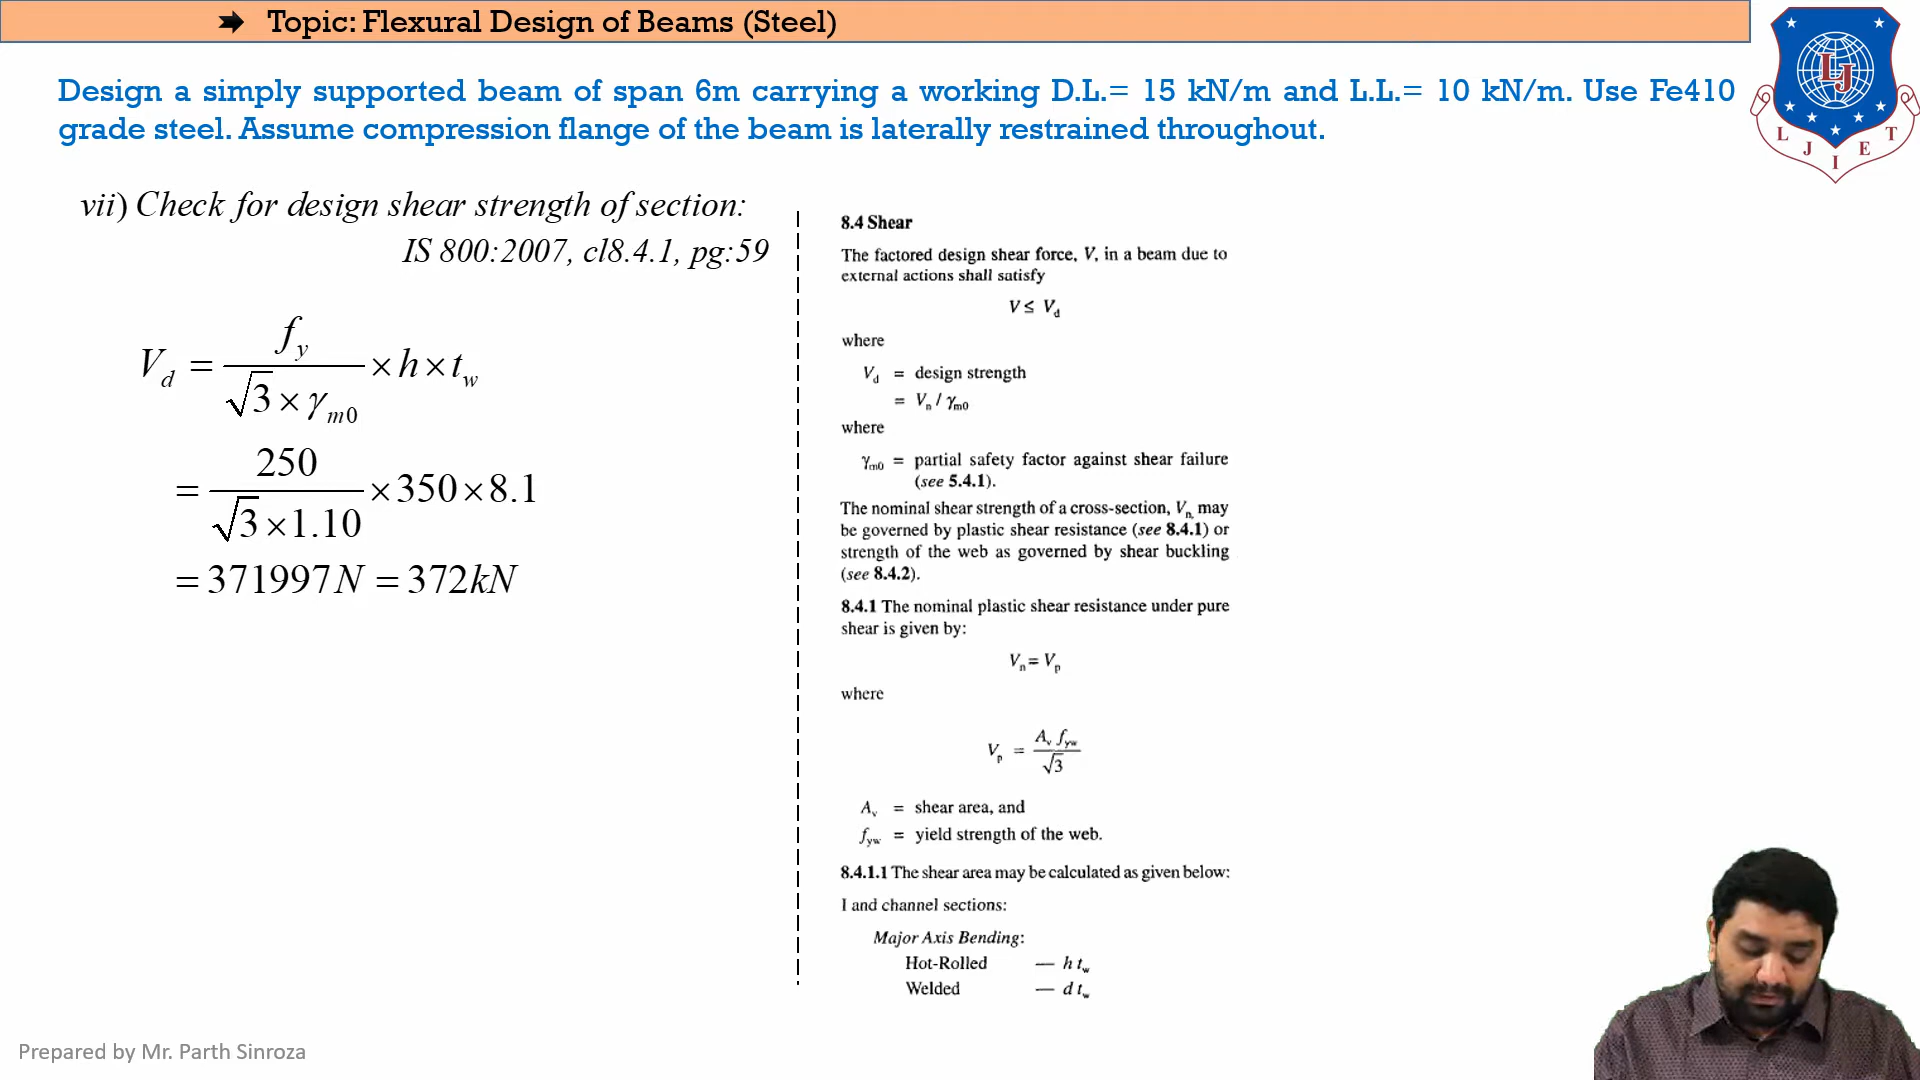 ➡ Topic: Flexural Design of Beams (Steel)
Design a simply supported beam of span 6m carrying a working D.L.= 15 kN/m and L.L.= 10 kN/m. Use Fe410
grade steel. Assume compression flange of the beam is laterally restrained throughout.
LJ
L J I E T
vii) Check for design shear strength of section:
IS 800:2007, cl8.4.1, pg:59
V_d = f_y / (√3 × γ_m0) × h × t_w
= 250 / (√3 × 1.10) × 350 × 8.1
= 371997 N = 372 kN
8.4 Shear
The factored design shear force, V, in a beam due to
external actions shall satisfy
V ≤ V_d
where
V_d = design strength
= V_n / γ_m0
where
γ_m0 = partial safety factor against shear failure
(see 5.4.1).
The nominal shear strength of a cross-section, V_n, may
be governed by plastic shear resistance (see 8.4.1) or
strength of the web as governed by shear buckling
(see 8.4.2).
8.4.1 The nominal plastic shear resistance under pure
shear is given by:
V_n = V_p
where
V_p = A_v f_yw / √3
A_v = shear area, and
f_yw = yield strength of the web.
8.4.1.1 The shear area may be calculated as given below:
I and channel sections:
Major Axis Bending:
Hot-Rolled — h t_w
Welded — d t_w
Prepared by Mr. Parth Sinroza